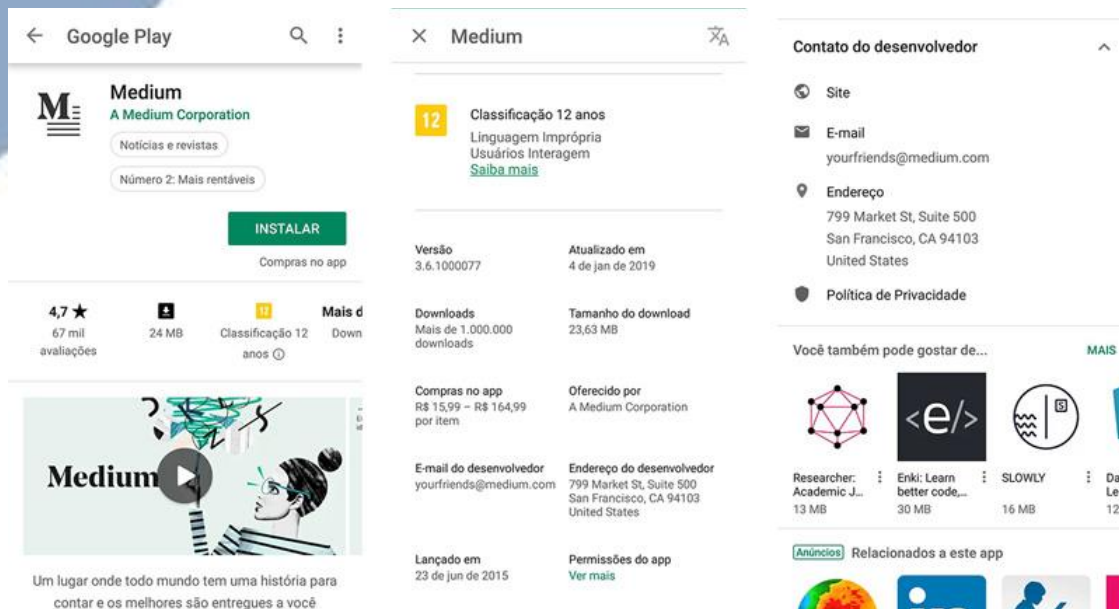 Google Play
Medium
A Medium Corporation
Notícias e revistas
Número 2: Mais rentáveis
INSTALAR
Compras no app
4,7 ★
67 mil
avaliações
24 MB
12
Classificação 12
anos
Mais d
Down
Medium
Um lugar onde todo mundo tem uma história para
contar e os melhores são entregues a você
Medium
12
Classificação 12 anos
Linguagem Imprópria
Usuários Interagem
Saiba mais
Versão
3.6.1000077
Atualizado em
4 de jan de 2019
Downloads
Mais de 1.000.000
downloads
Tamanho do download
23,63 MB
Compras no app
R$ 15,99 – R$ 164,99
por item
Oferecido por
A Medium Corporation
E-mail do desenvolvedor
yourfriends@medium.com
Endereço do desenvolvedor
799 Market St, Suite 500
San Francisco, CA 94103
United States
Lançado em
23 de jun de 2015
Permissões do app
Ver mais
Contato do desenvolvedor
Site
E-mail
yourfriends@medium.com
Endereço
799 Market St, Suite 500
San Francisco, CA 94103
United States
Política de Privacidade
Você também pode gostar de...
MAIS
<e/>
S
Researcher:
Academic J...
13 MB
Enki: Learn
better code,...
30 MB
SLOWLY
16 MB
Da
Le
12
Anúncios Relacionados a este app